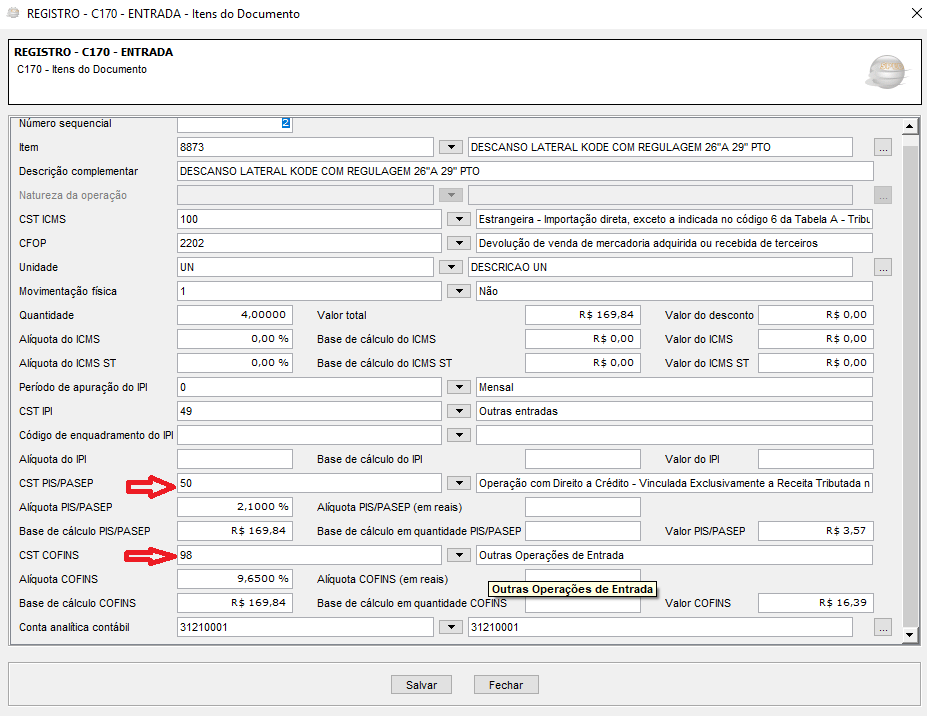 REGISTRO - C170 - ENTRADA - Itens do Documento
REGISTRO - C170 - ENTRADA
C170 - Itens do Documento
Número sequencial 2
Item 8873 DESCANSO LATERAL KODE COM REGULAGEM 26"A 29" PTO ...
Descrição complementar DESCANSO LATERAL KODE COM REGULAGEM 26"A 29" PTO
Natureza da operação ...
CST ICMS 100 Estrangeira - Importação direta, exceto a indicada no código 6 da Tabela A - Tribu
CFOP 2202 Devolução de venda de mercadoria adquirida ou recebida de terceiros
Unidade UN DESCRICAO UN ...
Movimentação física 1 Não
Quantidade 4,00000 Valor total R$ 169,84 Valor do desconto R$ 0,00
Alíquota do ICMS 0,00 % Base de cálculo do ICMS R$ 0,00 Valor do ICMS R$ 0,00
Alíquota do ICMS ST 0,00 % Base de cálculo do ICMS ST R$ 0,00 Valor do ICMS ST R$ 0,00
Período de apuração do IPI 0 Mensal
CST IPI 49 Outras entradas
Código de enquadramento do IPI
Alíquota do IPI Base de cálculo do IPI Valor do IPI
CST PIS/PASEP 50 Operação com Direito a Crédito - Vinculada Exclusivamente a Receita Tributada n
Alíquota PIS/PASEP 2,1000 % Alíquota PIS/PASEP (em reais)
Base de cálculo PIS/PASEP R$ 169,84 Base de cálculo em quantidade PIS/PASEP Valor PIS/PASEP R$ 3,57
CST COFINS 98 Outras Operações de Entrada
Alíquota COFINS 9,6500 % Alíquota COFINS (em reais)
Outras Operações de Entrada
Base de cálculo COFINS R$ 169,84 Base de cálculo em quantidade COFINS Valor COFINS R$ 16,39
Conta analítica contábil 31210001 31210001 ...
Salvar Fechar